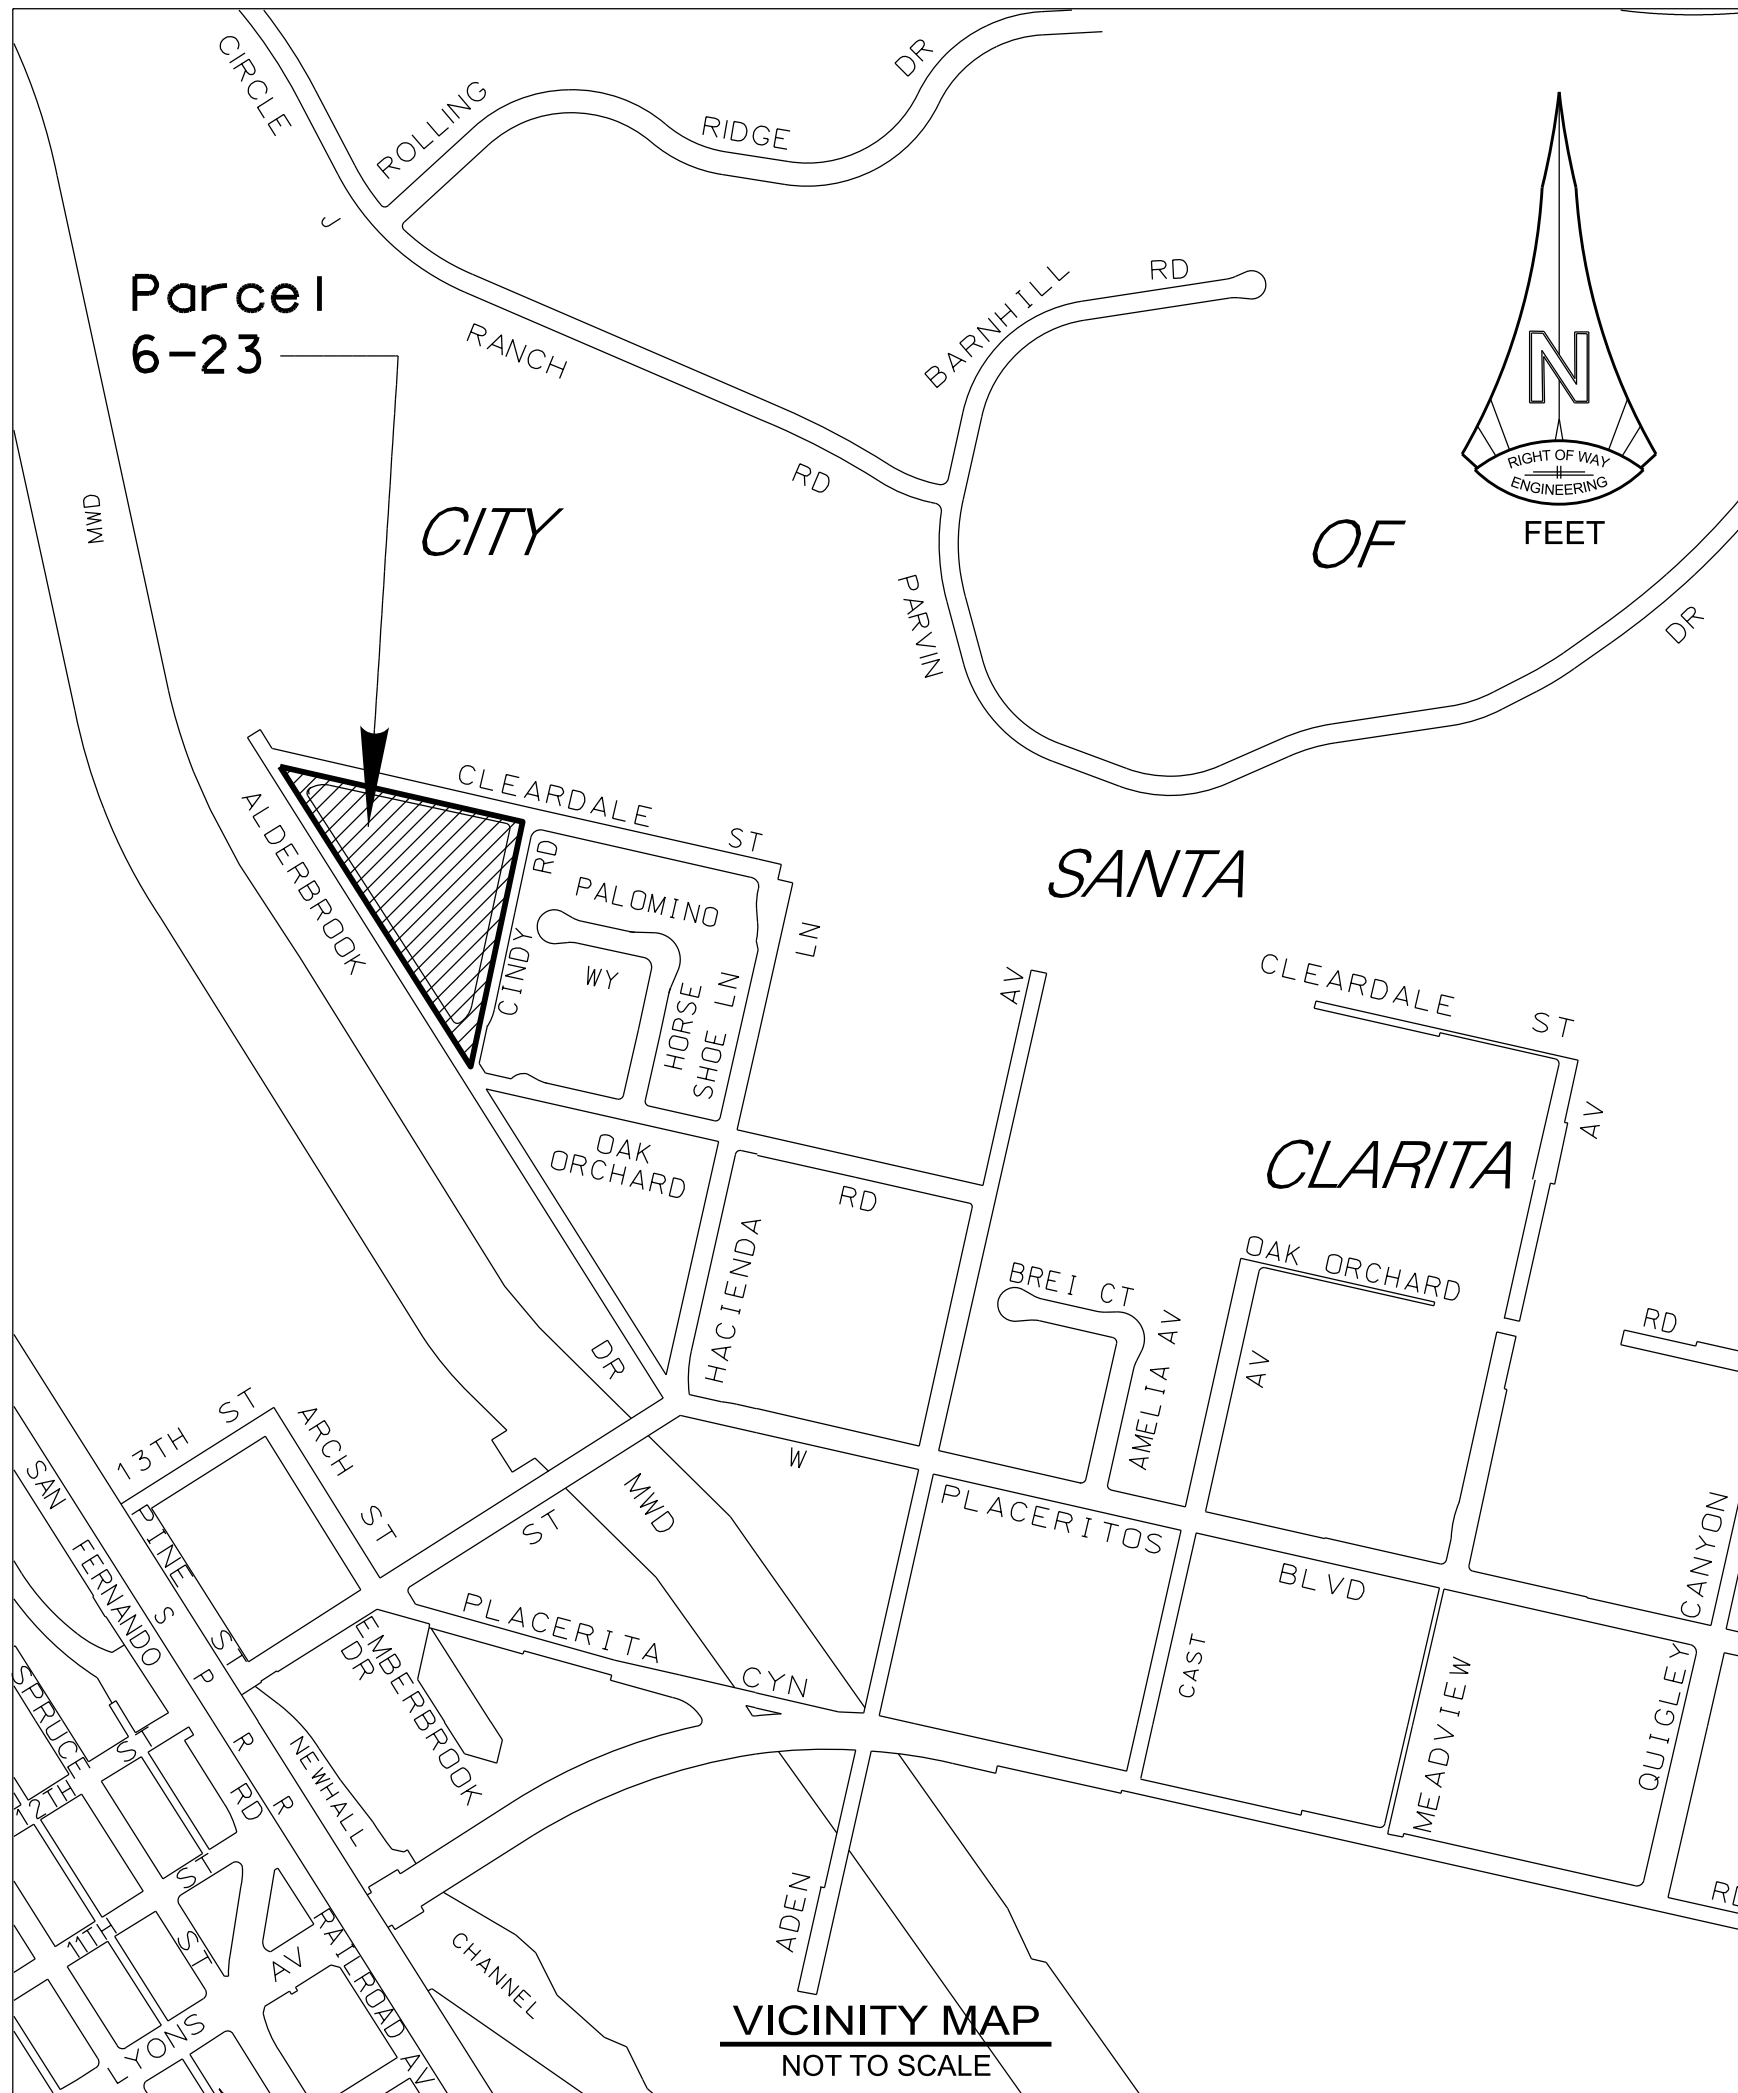 CIRCLE
J
RANCH
RD
ROLLING
RIDGE
DR
BARNHILL
RD
Parcel
6-23
MWD
CITY
OF
SANTA
CLARITA
N
RIGHT OF WAY
ENGINEERING
FEET
PARVIN
DR
CLEARDALE
ST
ALDERBROOK
DR
CINDY
RD
PALOMINO
WY
HORSE
SHOE LN
LN
AV
CLEARDALE
ST
AV
OAK
ORCHARD
RD
HACIENDA
BREI CT
AMELIA AV
OAK ORCHARD
AV
RD
13TH
ST
ARCH
ST
PINE
ST
SAN
FERNANDO
RD
S
P
R
R
ST
MWD
W
PLACERITOS
BLVD
PLACERITA
CYN
EMBERBROOK
DR
CAST
MEADVIEW
QUIGLEY
CANYON
RD
SPRUCE
ST
12TH
ST
11TH
ST
NEWHALL
AV
RAILROAD AV
CHANNEL
LYONS
ADEN
VICINITY MAP
NOT TO SCALE